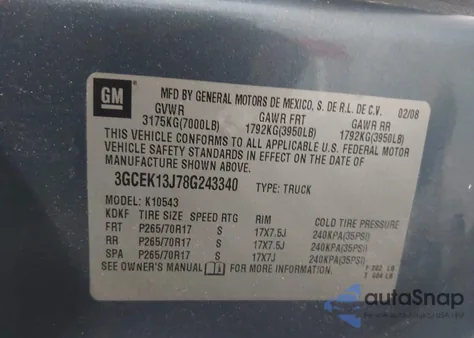 GM
MFD BY GENERAL MOTORS DE MEXICO, S. DE R.L. DE C.V. 02/08
GVWR GAWR FRT GAWR RR
3175KG(7000LB) 1792KG(3950LB) 1792KG(3950LB)
THIS VEHICLE CONFORMS TO ALL APPLICABLE U.S. FEDERAL MOTOR
VEHICLE SAFETY STANDARDS IN EFFECT ON THE DATE OF
MANUFACTURE SHOWN ABOVE.
3GCEK13J78G243340 TYPE: TRUCK
MODEL: K10543
KDKF TIRE SIZE SPEED RTG RIM COLD TIRE PRESSURE
FRT P265/70R17 S 17X7.5J 240KPA(35PSI)
RR P265/70R17 S 17X7.5J 240KPA(35PSI)
SPA P265/70R17 S 17X7J 240KPA(35PSI)
SEE OWNER'S MANUAL FOR MORE INFORMATION.
LB
LB
autoSnap